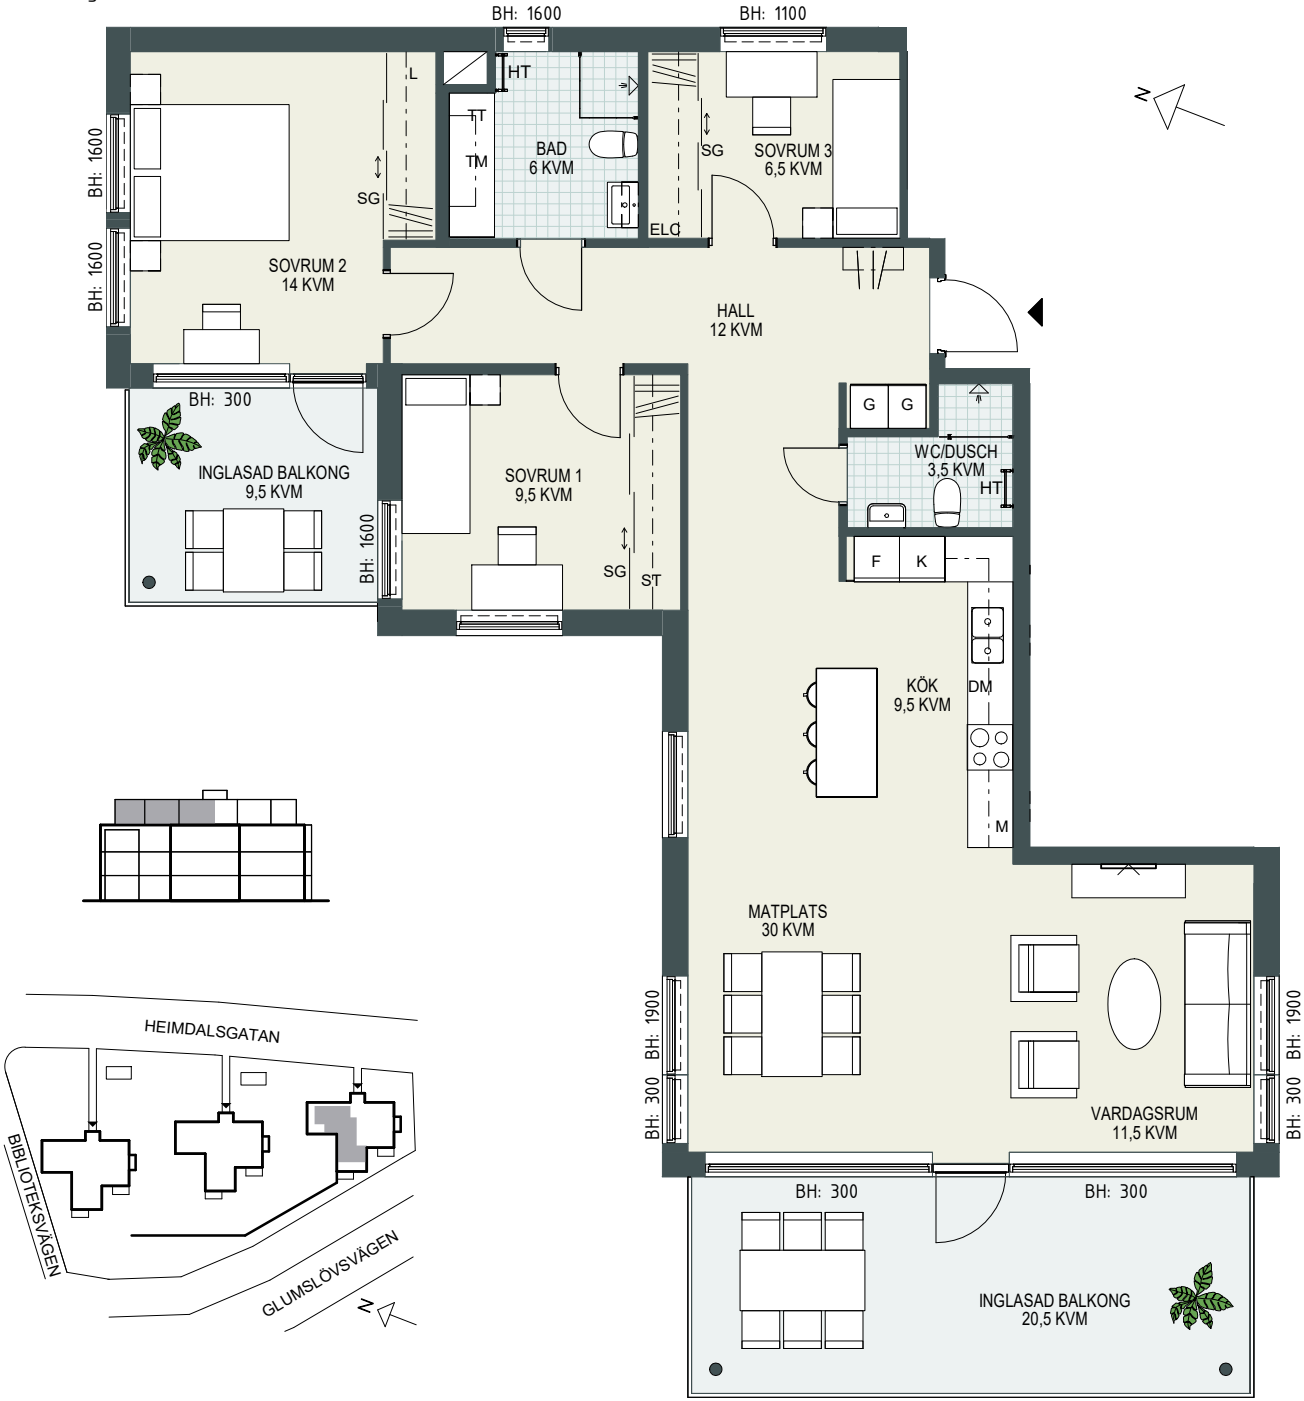 BH: 1600
BH: 1100
N
L
HT
TT
TM
BAD
6 KVM
SG
SOVRUM 3
6,5 KVM
ELC
BH: 1600
SG
BH: 1600
SOVRUM 2
14 KVM
HALL
12 KVM
BH: 300
G
G
INGLASAD BALKONG
9,5 KVM
SOVRUM 1
9,5 KVM
WC/DUSCH
3,5 KVM
HT
BH: 1600
SG
ST
F
K
KÖK
9,5 KVM
DM
M
MATPLATS
30 KVM
BH: 1900
BH: 300
BH: 1900
BH: 300
VARDAGSRUM
11,5 KVM
BH: 300
BH: 300
INGLASAD BALKONG
20,5 KVM
HEIMDALSGATAN
BIBLIOTEKSVÄGEN
GLUMSLÖVSVÄGEN
N